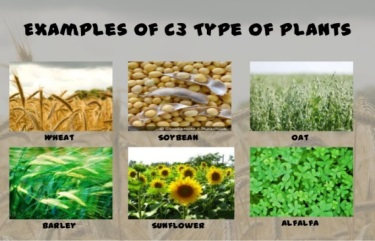 EXAMPLES OF C3 TYPE OF PLANTS
WHEAT
SOYBEAN
OAT
BARLEY
SUNFLOWER
ALFALFA